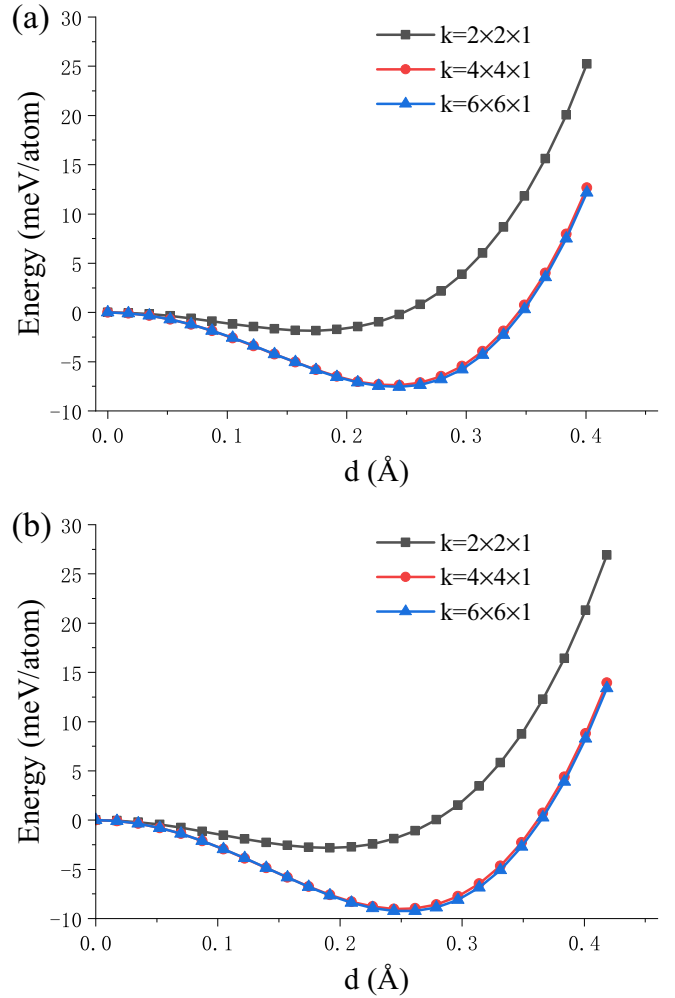 (a)
30
25
20
15
10
5
0
-5
-10
Energy (meV/atom)
k=2×2×1
k=4×4×1
k=6×6×1
0.0 0.1 0.2 0.3 0.4
d (Å)
(b)
30
25
20
15
10
5
0
-5
-10
Energy (meV/atom)
k=2×2×1
k=4×4×1
k=6×6×1
0.0 0.1 0.2 0.3 0.4
d (Å)